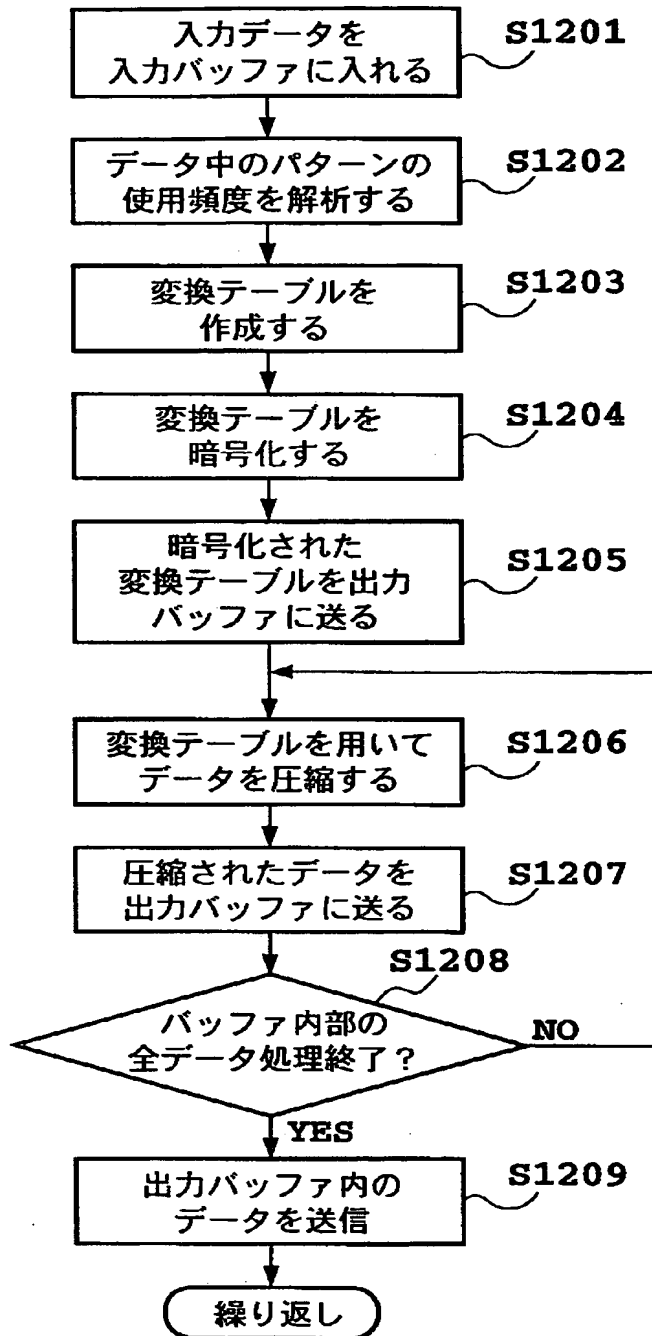 入力データを
入力バッファに入れる
S1201
データ中のパターンの
使用頻度を解析する
S1202
変換テーブルを
作成する
S1203
変換テーブルを
暗号化する
S1204
暗号化された
変換テーブルを出力
バッファに送る
S1205
変換テーブルを用いて
データを圧縮する
S1206
圧縮されたデータを
出力バッファに送る
S1207
S1208
バッファ内部の
全データ処理終了?
NO
YES
出力バッファ内の
データを送信
S1209
繰り返し